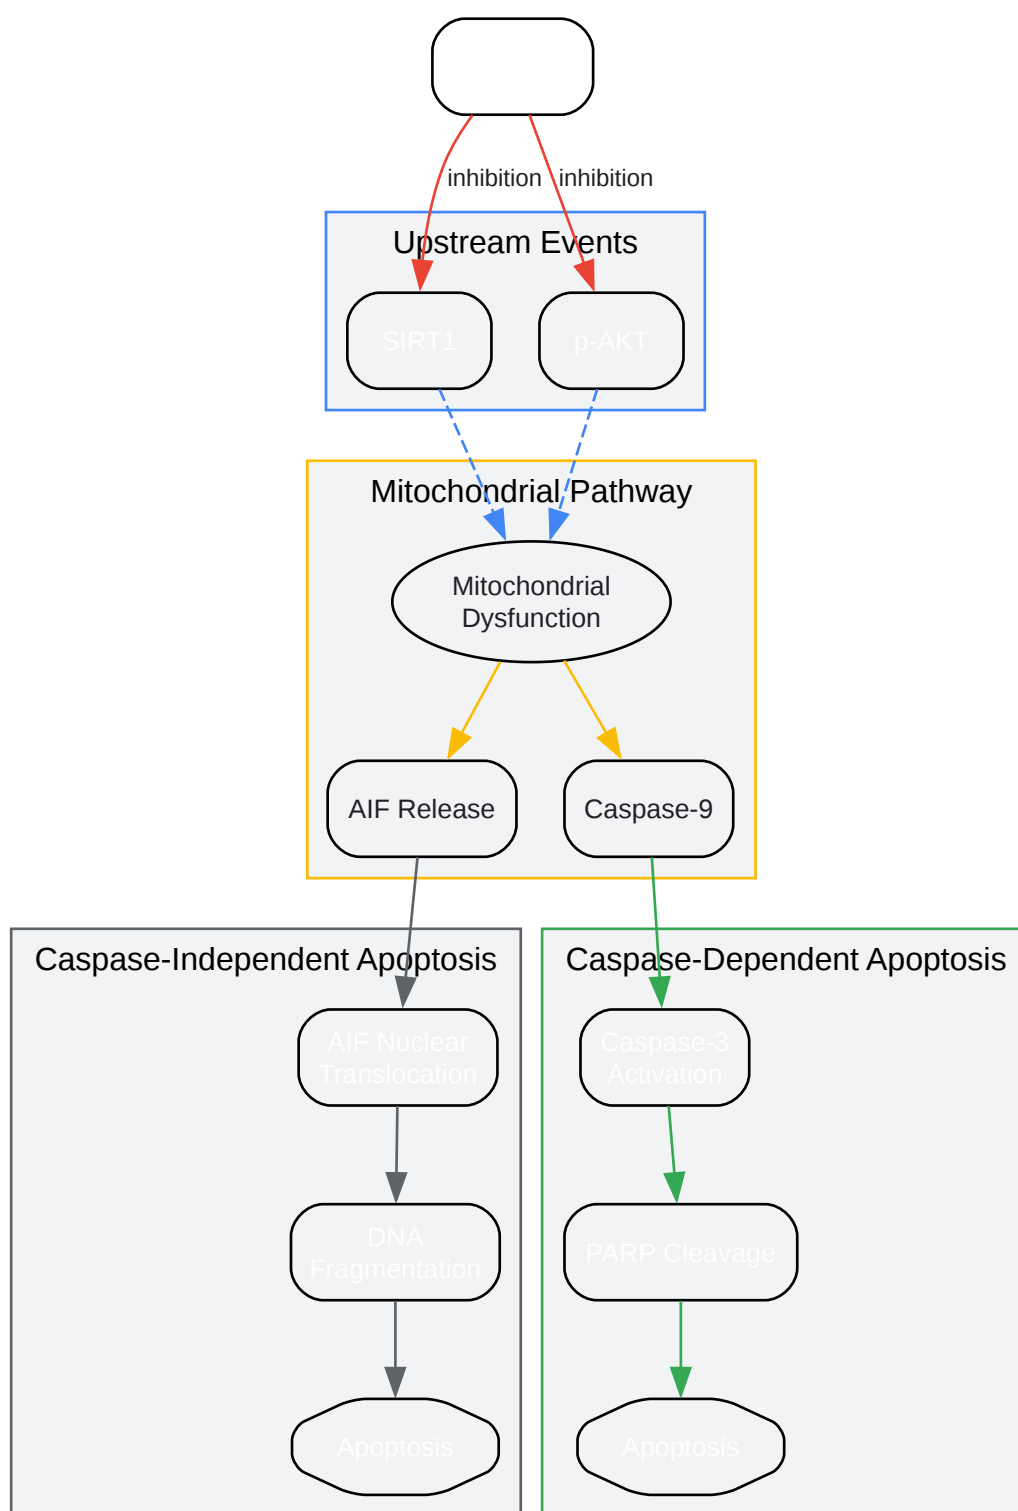 inhibition inhibition
Upstream Events
SIRT1
p-AKT
Mitochondrial Pathway
Mitochondrial
Dysfunction
AIF Release
Caspase-9
Caspase-Independent Apoptosis
AIF Nuclear
Translocation
DNA
Fragmentation
Apoptosis
Caspase-Dependent Apoptosis
Caspase-3
Activation
PARP Cleavage
Apoptosis